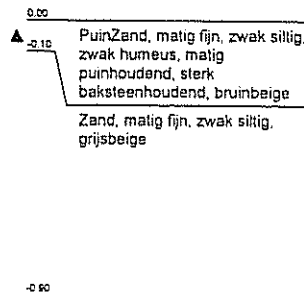 0.00
PuinZand, matig fijn, zwak siltig,
-0.10
zwak humeus, matig
puinhoudend, sterk
baksteenhoudend, bruinbeige
Zand, matig fijn, zwak siltig,
grijsbeige
-0.90